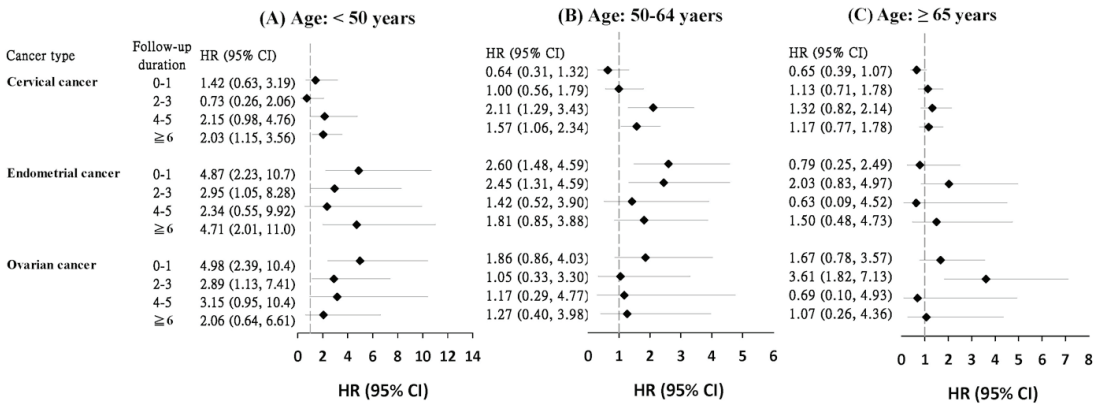 (A) Age: < 50 years (B) Age: 50-64 yaers (C) Age: ≥ 65 years
Cancer type Follow-up duration HR (95% CI) HR (95% CI) HR (95% CI)
Cervical cancer 0-1 1.42 (0.63, 3.19) 0.64 (0.31, 1.32) 0.65 (0.39, 1.07)
2-3 0.73 (0.26, 2.06) 1.00 (0.56, 1.79) 1.13 (0.71, 1.78)
4-5 2.15 (0.98, 4.76) 2.11 (1.29, 3.43) 1.32 (0.82, 2.14)
≧6 2.03 (1.15, 3.56) 1.57 (1.06, 2.34) 1.17 (0.77, 1.78)
Endometrial cancer 0-1 4.87 (2.23, 10.7) 2.60 (1.48, 4.59) 0.79 (0.25, 2.49)
2-3 2.95 (1.05, 8.28) 2.45 (1.31, 4.59) 2.03 (0.83, 4.97)
4-5 2.34 (0.55, 9.92) 1.42 (0.52, 3.90) 0.63 (0.09, 4.52)
≧6 4.71 (2.01, 11.0) 1.81 (0.85, 3.88) 1.50 (0.48, 4.73)
Ovarian cancer 0-1 4.98 (2.39, 10.4) 1.86 (0.86, 4.03) 1.67 (0.78, 3.57)
2-3 2.89 (1.13, 7.41) 1.05 (0.33, 3.30) 3.61 (1.82, 7.13)
4-5 3.15 (0.95, 10.4) 1.17 (0.29, 4.77) 0.69 (0.10, 4.93)
≧6 2.06 (0.64, 6.61) 1.27 (0.40, 3.98) 1.07 (0.26, 4.36)
0 2 4 6 8 10 12 14 0 1 2 3 4 5 6 0 1 2 3 4 5 6 7 8
HR (95% CI) HR (95% CI) HR (95% CI)